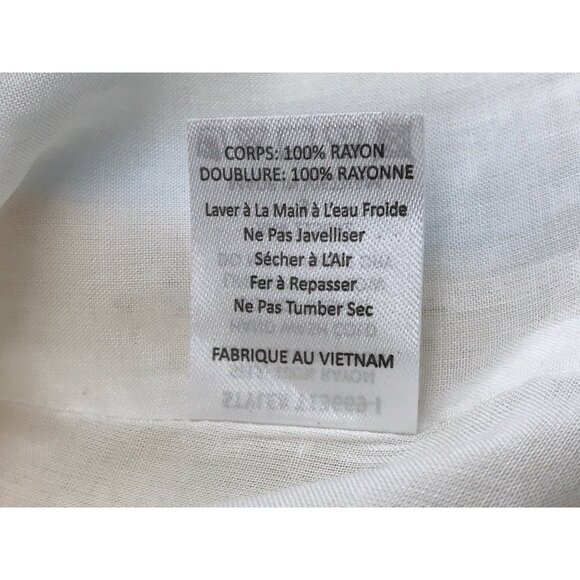 CORPS: 100% RAYON
DOUBLURE: 100% RAYONNE
Laver à La Main à L'eau Froide
Ne Pas Javelliser
Sécher à L'Air
Fer à Repasser
Ne Pas Tumber Sec
FABRIQUE AU VIETNAM